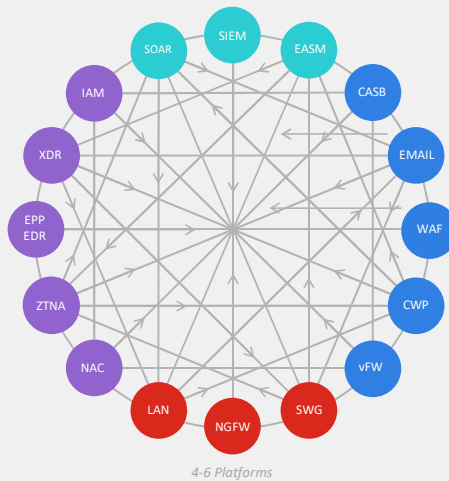 SIEM
SOAR
EASM
IAM
CASB
XDR
EMAIL
EPP
EDR
WAF
ZTNA
CWP
NAC
vFW
LAN
SWG
NGFW
4-6 Platforms